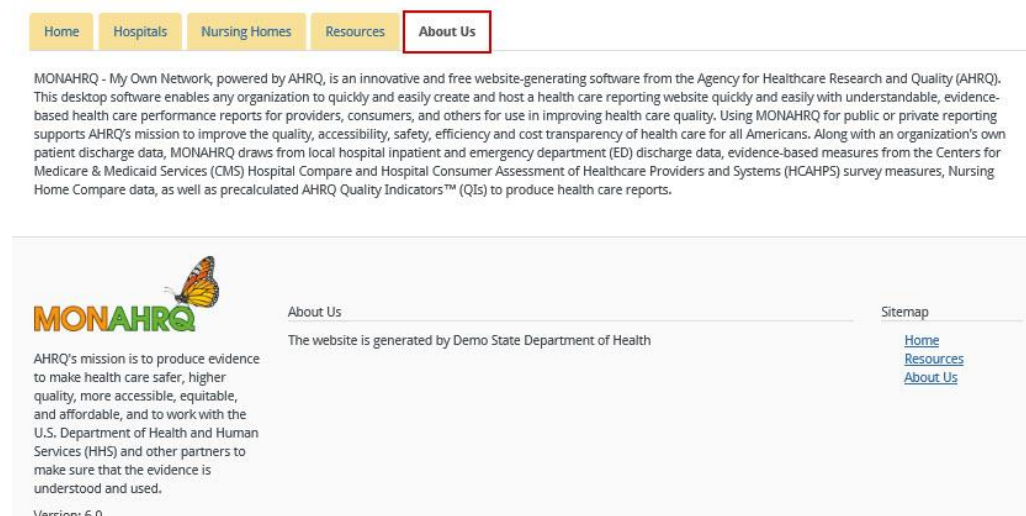 Home Hospitals Nursing Homes Resources About Us
MONAHRQ - My Own Network, powered by AHRQ, is an innovative and free website-generating software from the Agency for Healthcare Research and Quality (AHRQ).
This desktop software enables any organization to quickly and easily create and host a health care reporting website quickly and easily with understandable, evidence-
based health care performance reports for providers, consumers, and others for use in improving health care quality. Using MONAHRQ for public or private reporting
supports AHRQ's mission to improve the quality, accessibility, safety, efficiency and cost transparency of health care for all Americans. Along with an organization's own
patient discharge data, MONAHRQ draws from local hospital inpatient and emergency department (ED) discharge data, evidence-based measures from the Centers for
Medicare & Medicaid Services (CMS) Hospital Compare and Hospital Consumer Assessment of Healthcare Providers and Systems (HCAHPS) survey measures, Nursing
Home Compare data, as well as precalculated AHRQ Quality Indicators™ (QIs) to produce health care reports.
MONAHRQ
AHRQ's mission is to produce evidence
to make health care safer, higher
quality, more accessible, equitable,
and affordable, and to work with the
U.S. Department of Health and Human
Services (HHS) and other partners to
make sure that the evidence is
understood and used.
Version: 6.0
About Us
The website is generated by Demo State Department of Health
Sitemap
Home
Resources
About Us